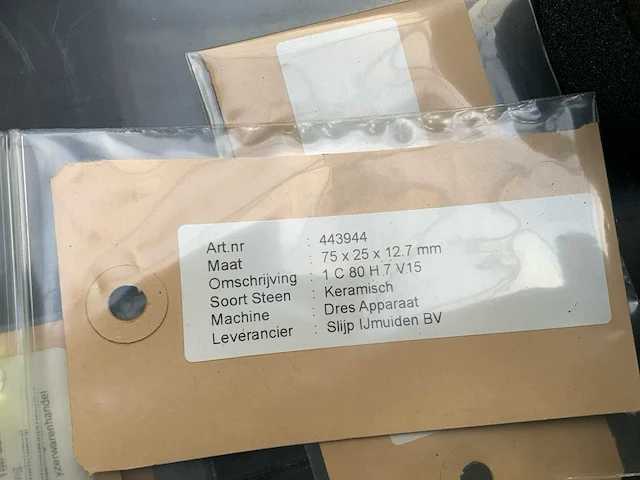 Art.nr : 443944
Maat : 75 x 25 x 12.7 mm
Omschrijving : 1 C 80 H 7 V15
Soort Steen : Keramisch
Machine : Dres Apparaat
Leverancier : Slijp IJmuiden BV